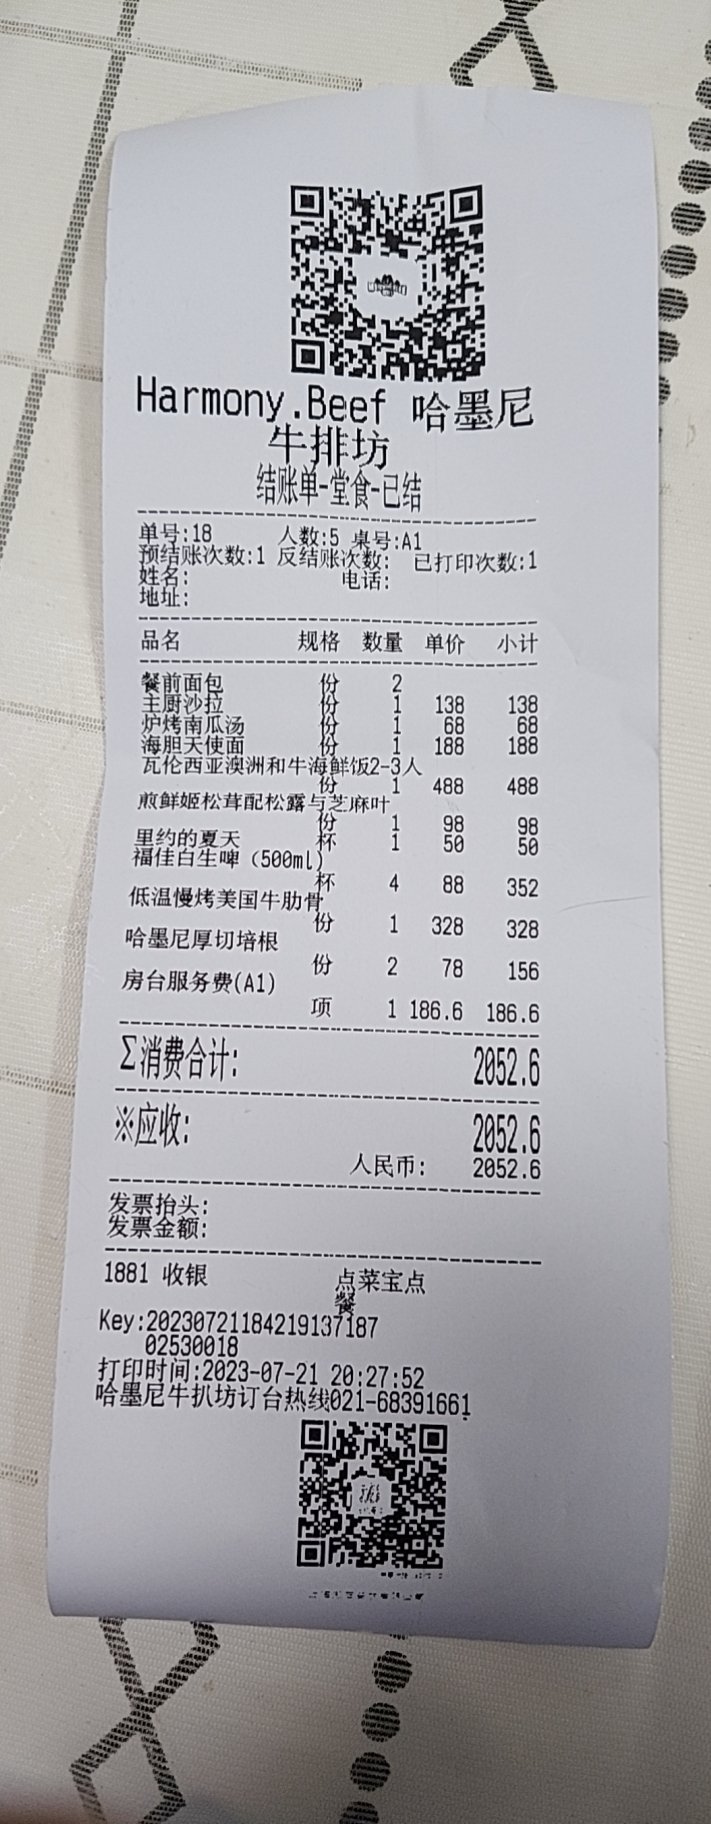 Harmony.Beef 哈墨尼
牛排坊
结账单-堂食-已结
单号:18 人数:5 桌号:A1
预结账次数:1 反结账次数: 已打印次数:1
姓名: 电话:
地址:
品名 规格 数量 单价 小计
餐前面包 份 2
主厨沙拉 份 1 138 138
炉烤南瓜汤 份 1 68 68
海胆天使面 份 1 188 188
瓦伦西亚澳洲和牛海鲜饭2-3人
份 1 488 488
煎鲜姬松茸配松露与芝麻叶
份 1 98 98
里约的夏天 杯 1 50 50
福佳白生啤（500ml）
杯 4 88 352
低温慢烤美国牛肋骨
份 1 328 328
哈墨尼厚切培根
份 2 78 156
房台服务费(A1)
项 1 186.6 186.6
Σ消费合计: 2052.6
※应收: 2052.6
人民币: 2052.6
发票抬头:
发票金额:
1881 收银 点菜宝点
餐
Key:20230721184219137187
02530018
打印时间:2023-07-21 20:27:52
哈墨尼牛扒坊订台热线021-68391661